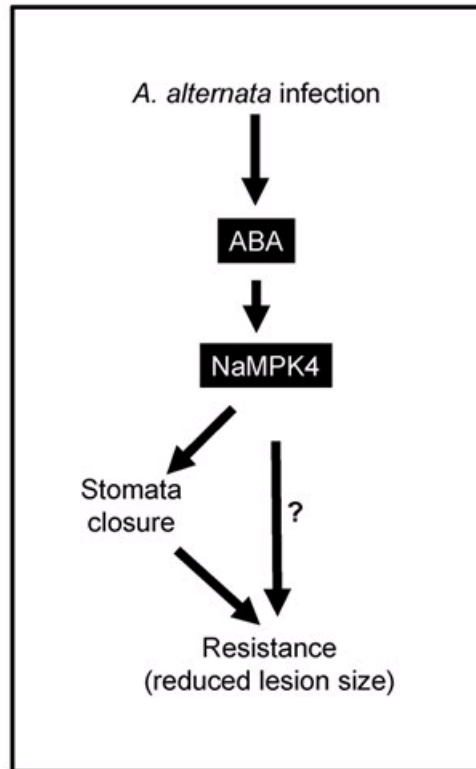 A. alternata infection
ABA
NaMPK4
Stomata
closure
?
Resistance
(reduced lesion size)